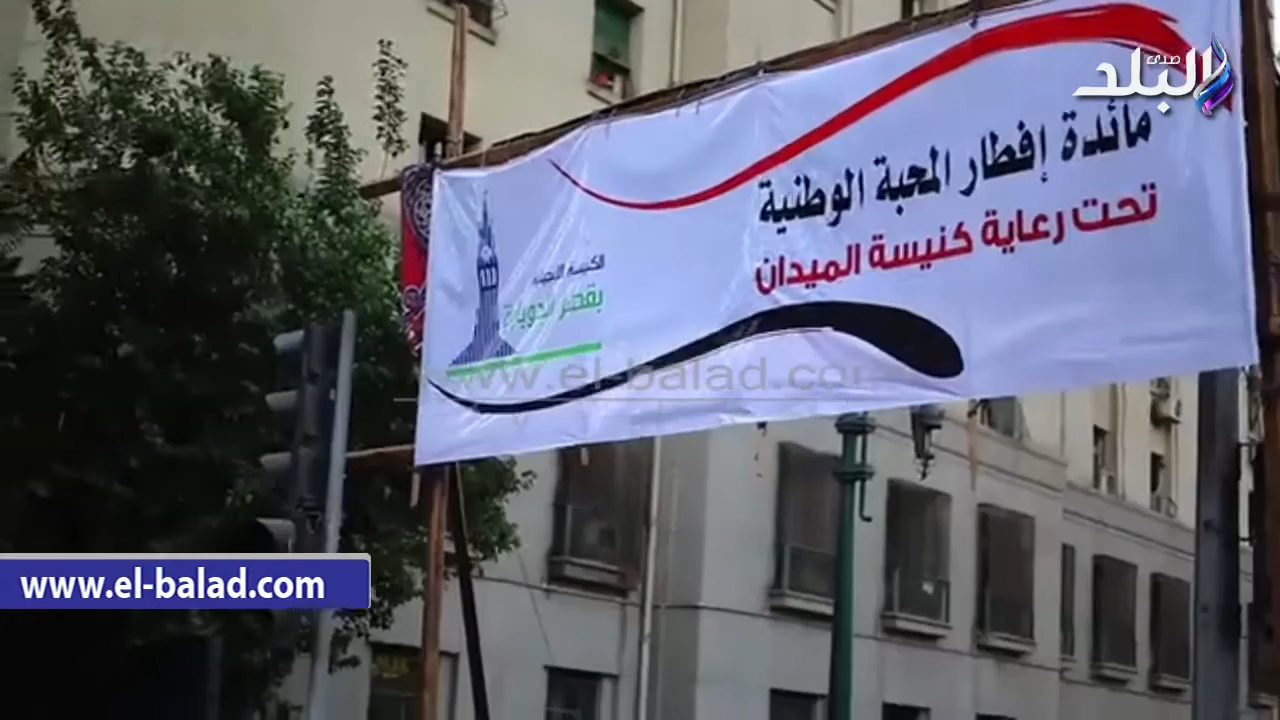 صدى
البلد
مائدة إفطار المحبة الوطنية
تحت رعاية كنيسة الميدان
الكنيسة الإنجيلية
بقصر الدوبارة
www.el-balad.com
www.el-balad.com